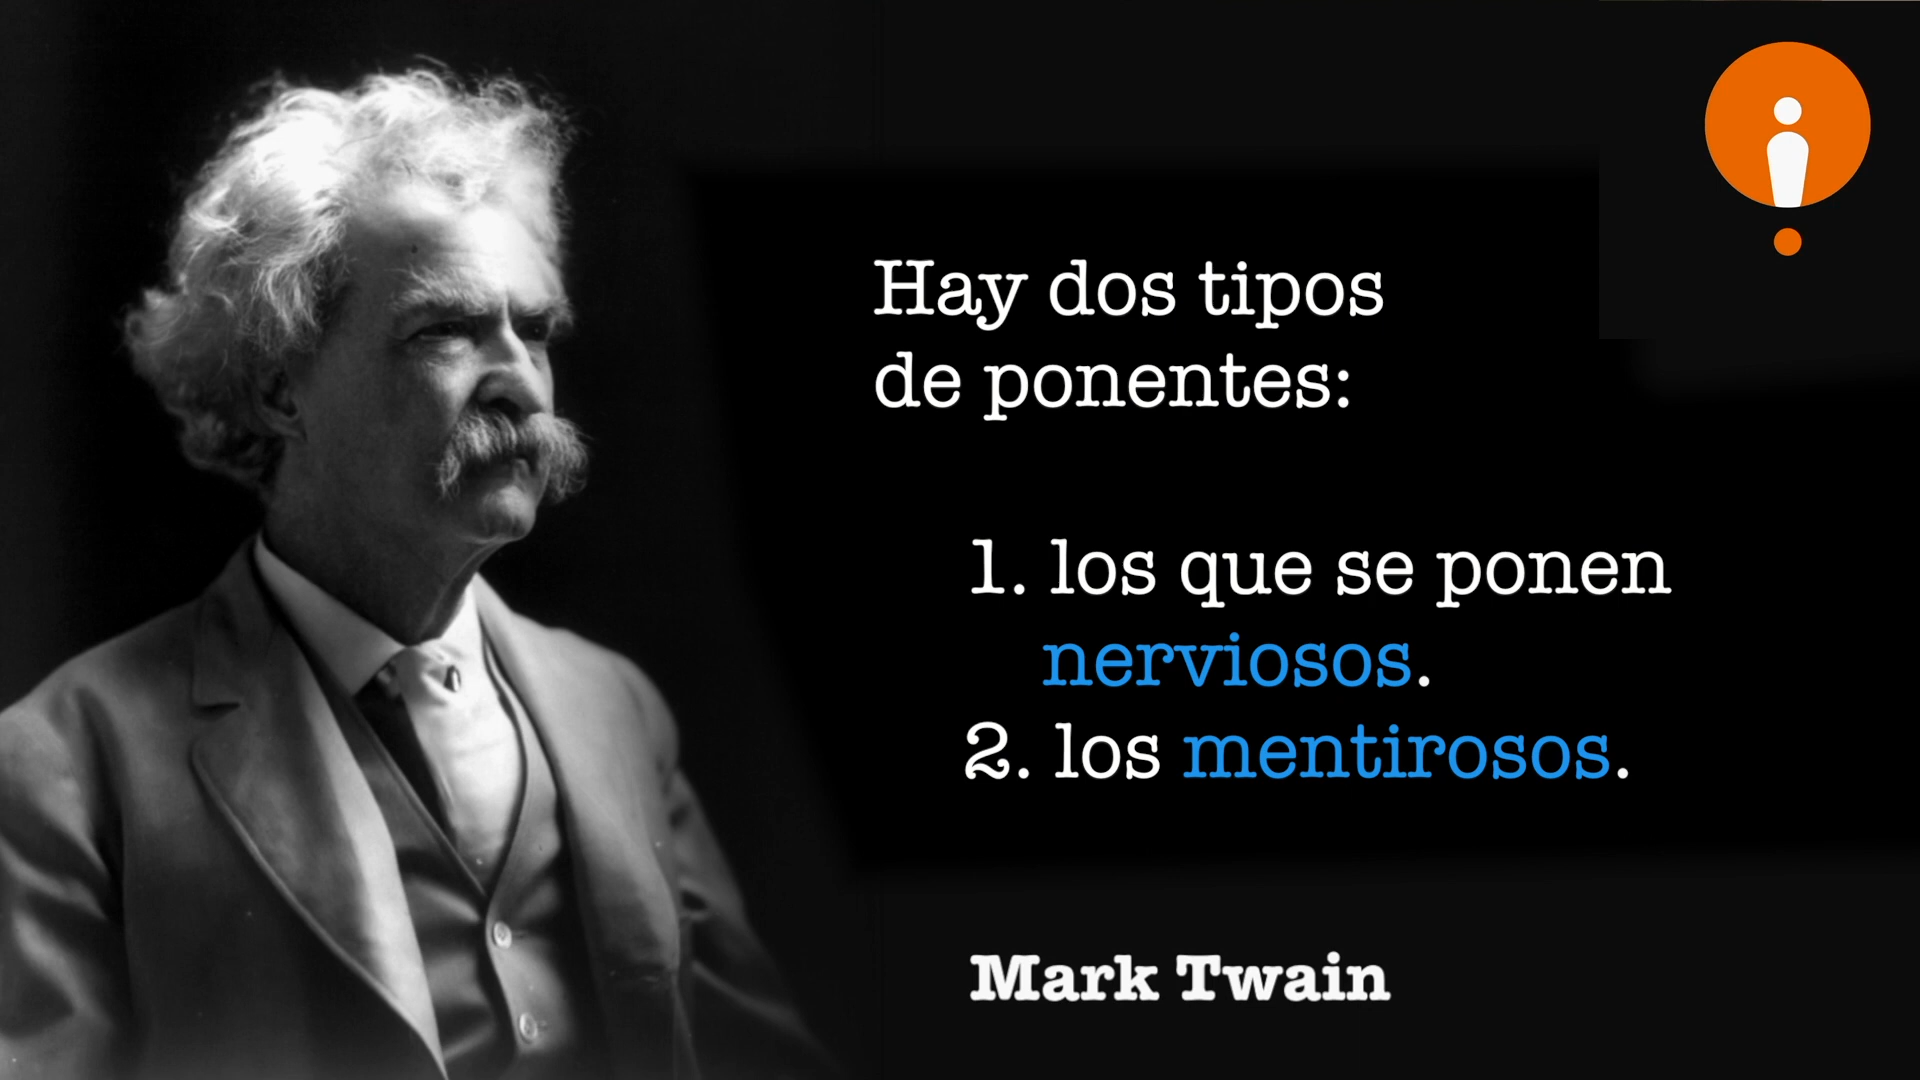 Hay dos tipos
de ponentes:
1. los que se ponen
nerviosos.
2. los mentirosos.
Mark Twain